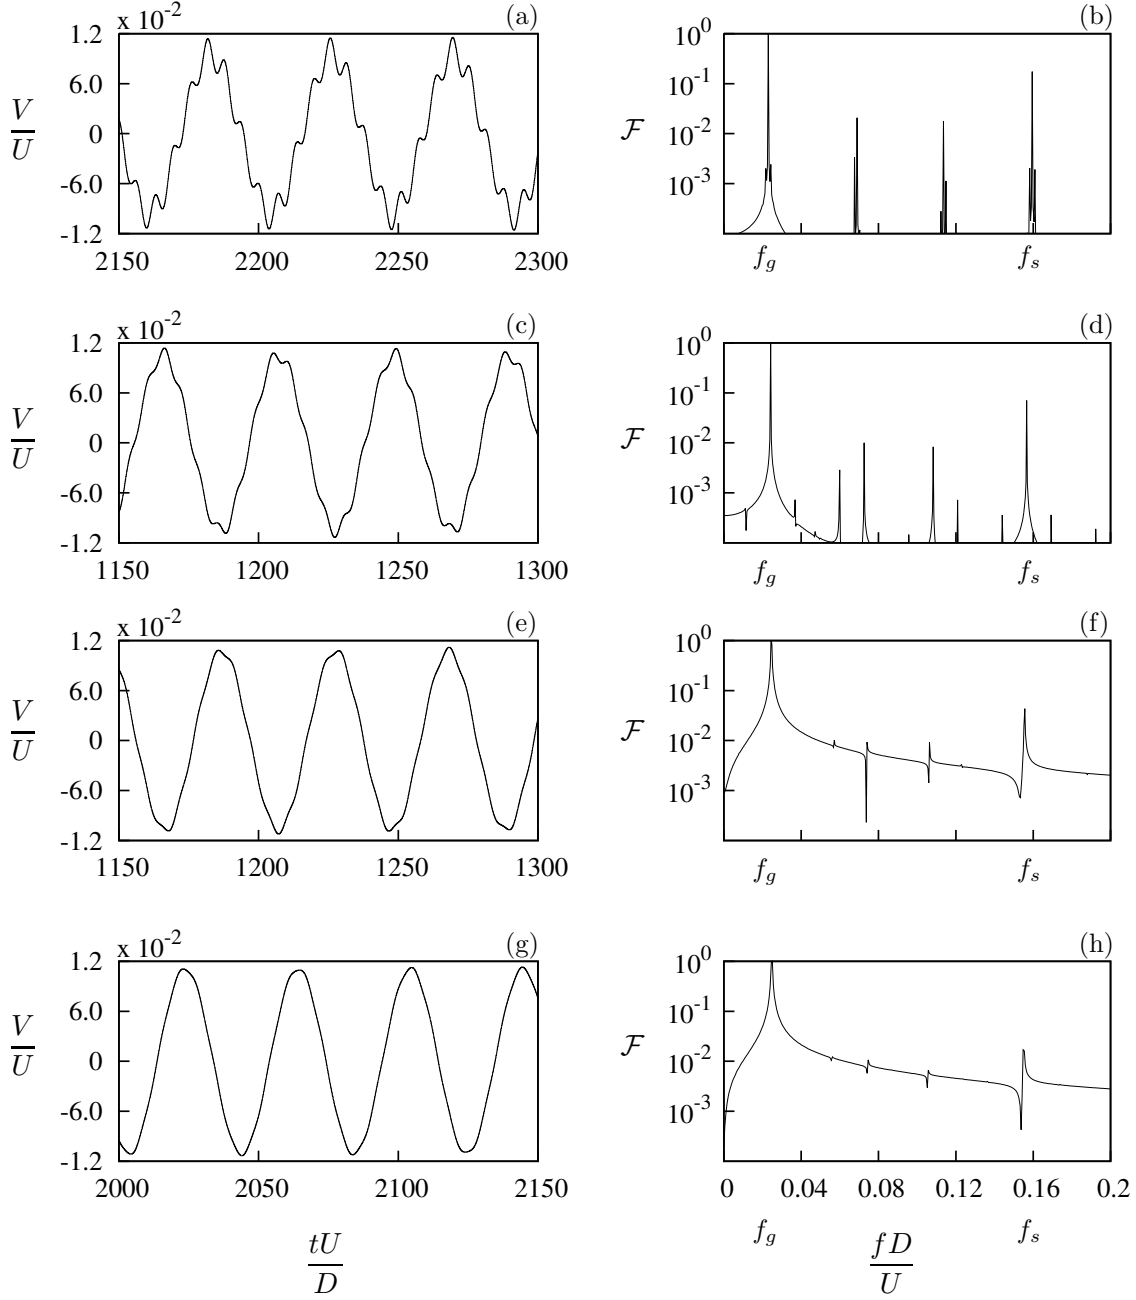 x 10^-2 (a) (b)
1.2
6.0
0
-6.0
-1.2
V/U
2150 2200 2250 2300
10^0
10^-1
10^-2
10^-3
F
f_g f_s
x 10^-2 (c) (d)
1.2
6.0
0
-6.0
-1.2
V/U
1150 1200 1250 1300
10^0
10^-1
10^-2
10^-3
F
f_g f_s
x 10^-2 (e) (f)
1.2
6.0
0
-6.0
-1.2
V/U
1150 1200 1250 1300
10^0
10^-1
10^-2
10^-3
F
f_g f_s
x 10^-2 (g) (h)
1.2
6.0
0
-6.0
-1.2
V/U
2000 2050 2100 2150
10^0
10^-1
10^-2
10^-3
F
0 0.04 0.08 0.12 0.16 0.2
f_g f_s
tU/D
fD/U